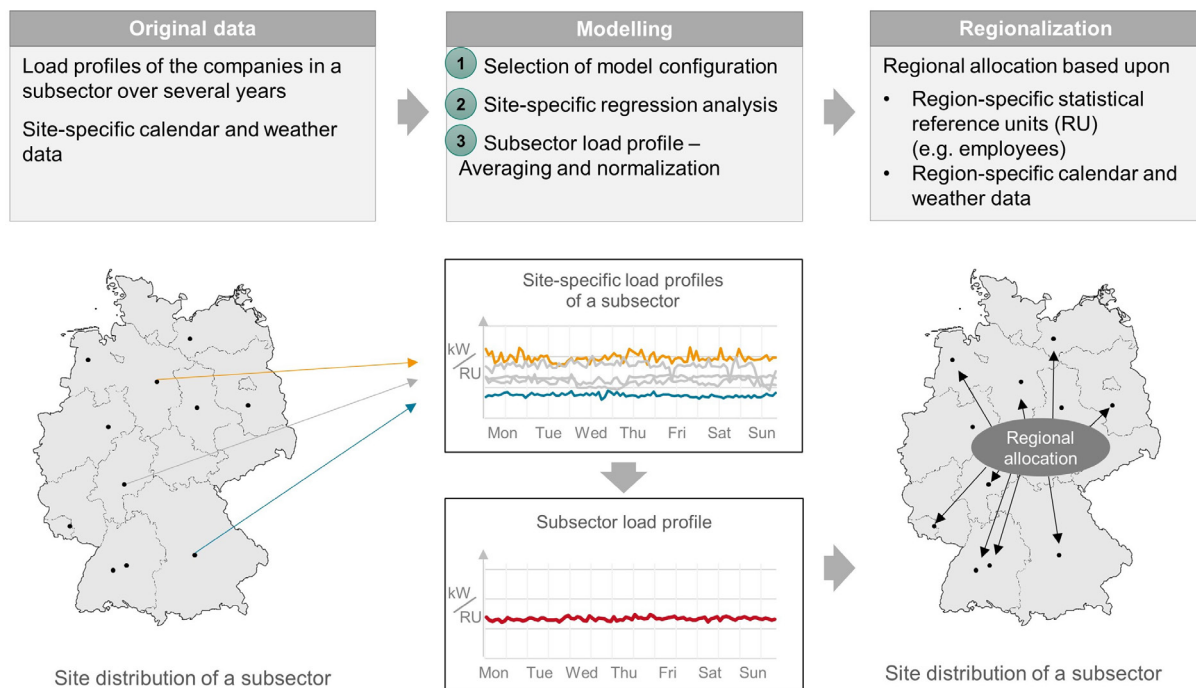 Original data
Load profiles of the companies in a
subsector over several years
Site-specific calendar and weather
data
Modelling
1 Selection of model configuration
2 Site-specific regression analysis
3 Subsector load profile –
Averaging and normalization
Regionalization
Regional allocation based upon
• Region-specific statistical
reference units (RU)
(e.g. employees)
• Region-specific calendar and
weather data
Site-specific load profiles
of a subsector
kW
/
RU
Mon Tue Wed Thu Fri Sat Sun
Subsector load profile
kW
/
RU
Mon Tue Wed Thu Fri Sat Sun
Regional
allocation
Site distribution of a subsector
Site distribution of a subsector